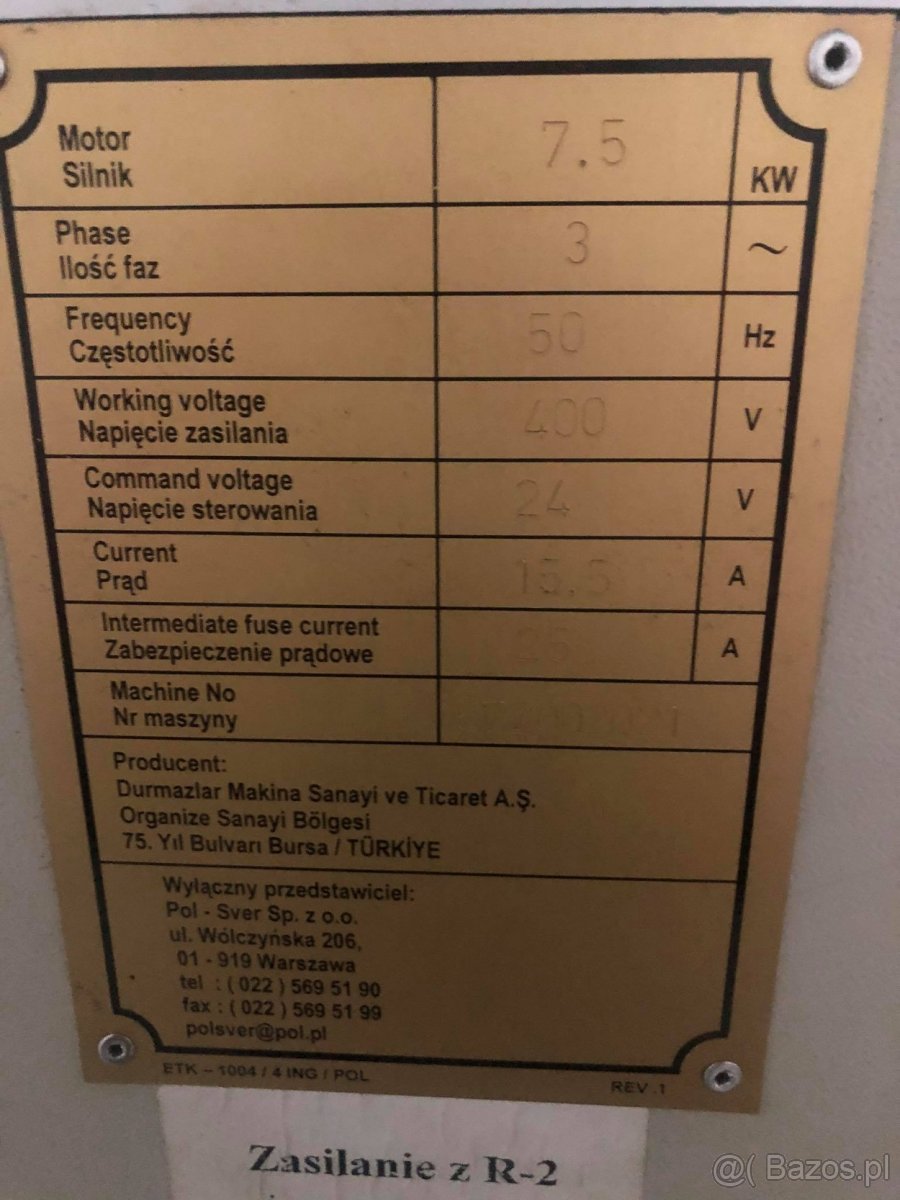 Motor
Silnik
7.5
KW
Phase
Ilość faz
3
~
Frequency
Częstotliwość
50
Hz
Working voltage
Napięcie zasilania
400
V
Command voltage
Napięcie sterowania
24
V
Current
Prąd
15.5
A
Intermediate fuse current
Zabezpieczenie prądowe
A
Machine No
Nr maszyny
Producent:
Durmazlar Makina Sanayi ve Ticaret A.Ş.
Organize Sanayi Bölgesi
75. Yıl Bulvarı Bursa / TÜRKİYE
Wyłączny przedstawiciel:
Pol - Sver Sp. z o.o.
ul. Wólczyńska 206,
01 - 919 Warszawa
tel : ( 022 ) 569 51 90
fax : ( 022 ) 569 51 99
polsver@pol.pl
ETK – 1004 / 4 ING / POL
REV .1
Zasilanie z R-2
@( Bazos.pl